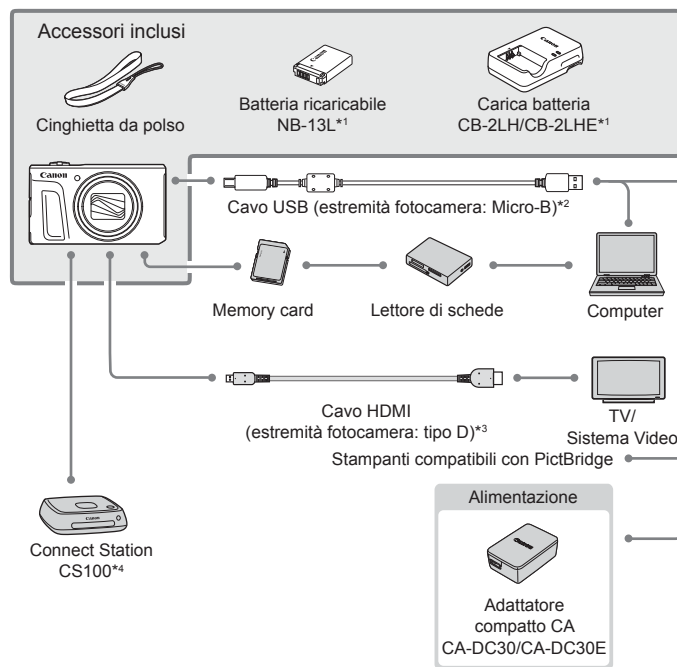 Accessori inclusi
Cinghietta da polso
Batteria ricaricabile
NB-13L*1
Carica batteria
CB-2LH/CB-2LHE*1
Canon
Cavo USB (estremità fotocamera: Micro-B)*2
Memory card
Lettore di schede
Computer
Cavo HDMI
(estremità fotocamera: tipo D)*3
TV/
Sistema Video
Stampanti compatibili con PictBridge
Connect Station
CS100*4
Alimentazione
Adattatore
compatto CA
CA-DC30/CA-DC30E